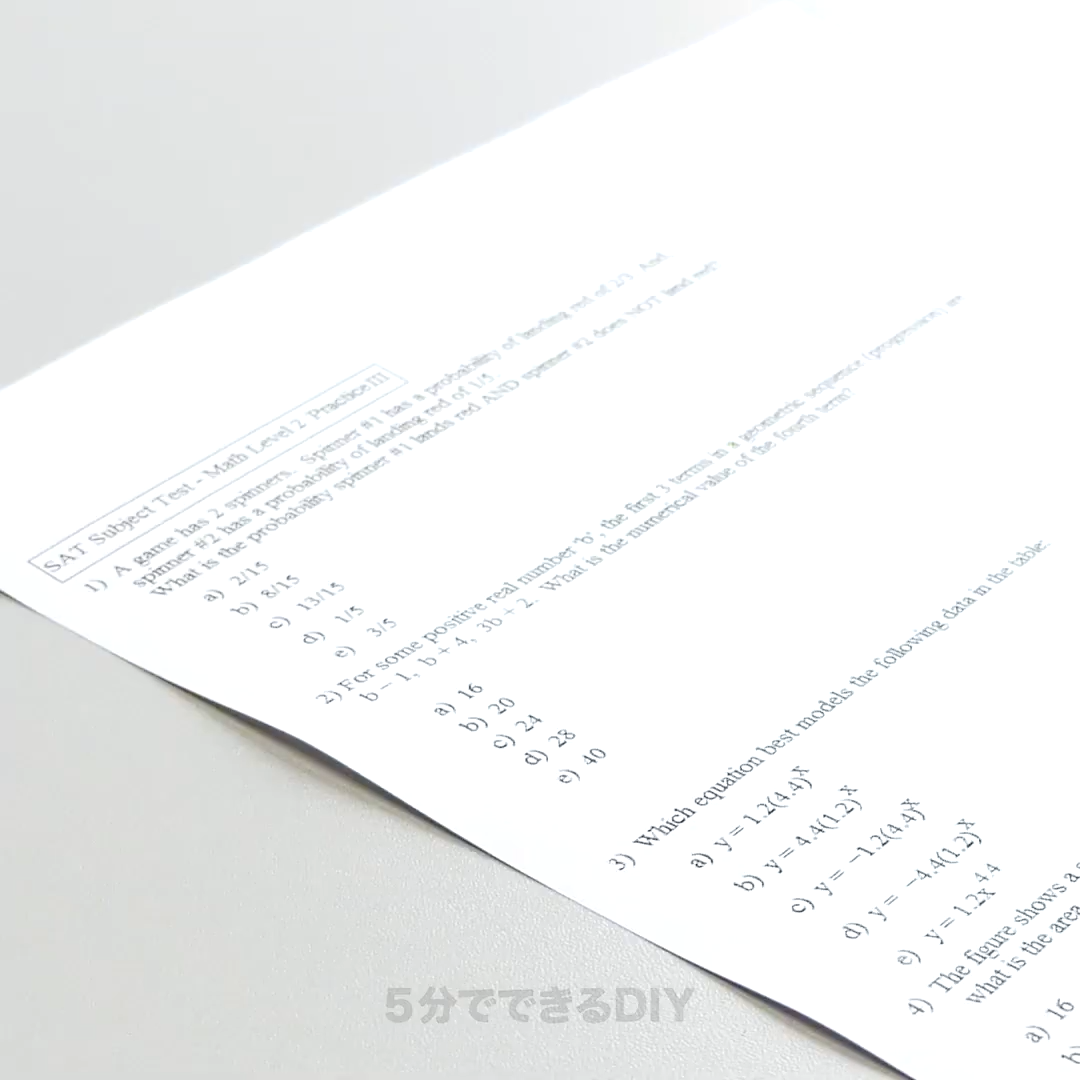 SAT Subject Test - Math Level 2 Practice III
1) A game has 2 spinners. Spinner #1 has a probability of landing red of 2/3. And
spinner #2 has a probability of landing red of 1/5.
What is the probability spinner #1 lands red AND spinner #2 does NOT land red?
a) 2/15
b) 8/15
c) 13/15
d) 1/5
e) 3/5
2) For some positive real number 'b', the first 3 terms in a geometric sequence (progression) are
b – 1, b + 4, 3b + 2. What is the numerical value of the fourth term?
a) 16
b) 20
c) 24
d) 28
e) 40
3) Which equation best models the following data in the table:
a) y = 1.2(4.4)^x
b) y = 4.4(1.2)^x
c) y = –1.2(4.4)^x
d) y = –4.4(1.2)^x
e) y = 1.2x^4.4
4) The figure shows a
what is the area
a) 16
b)
5分でできるDIY